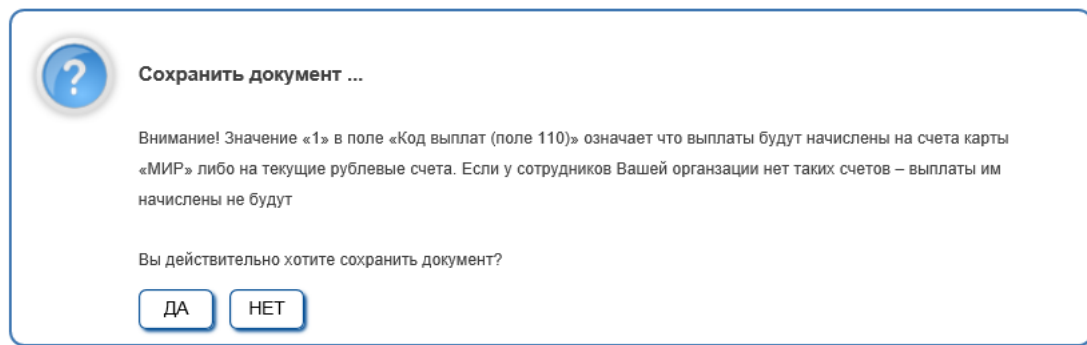 ?
Сохранить документ ...
Внимание! Значение «1» в поле «Код выплат (поле 110)» означает что выплаты будут начислены на счета карты
«МИР» либо на текущие рублевые счета. Если у сотрудников Вашей органзации нет таких счетов – выплаты им
начислены не будут
Вы действительно хотите сохранить документ?
ДА НЕТ